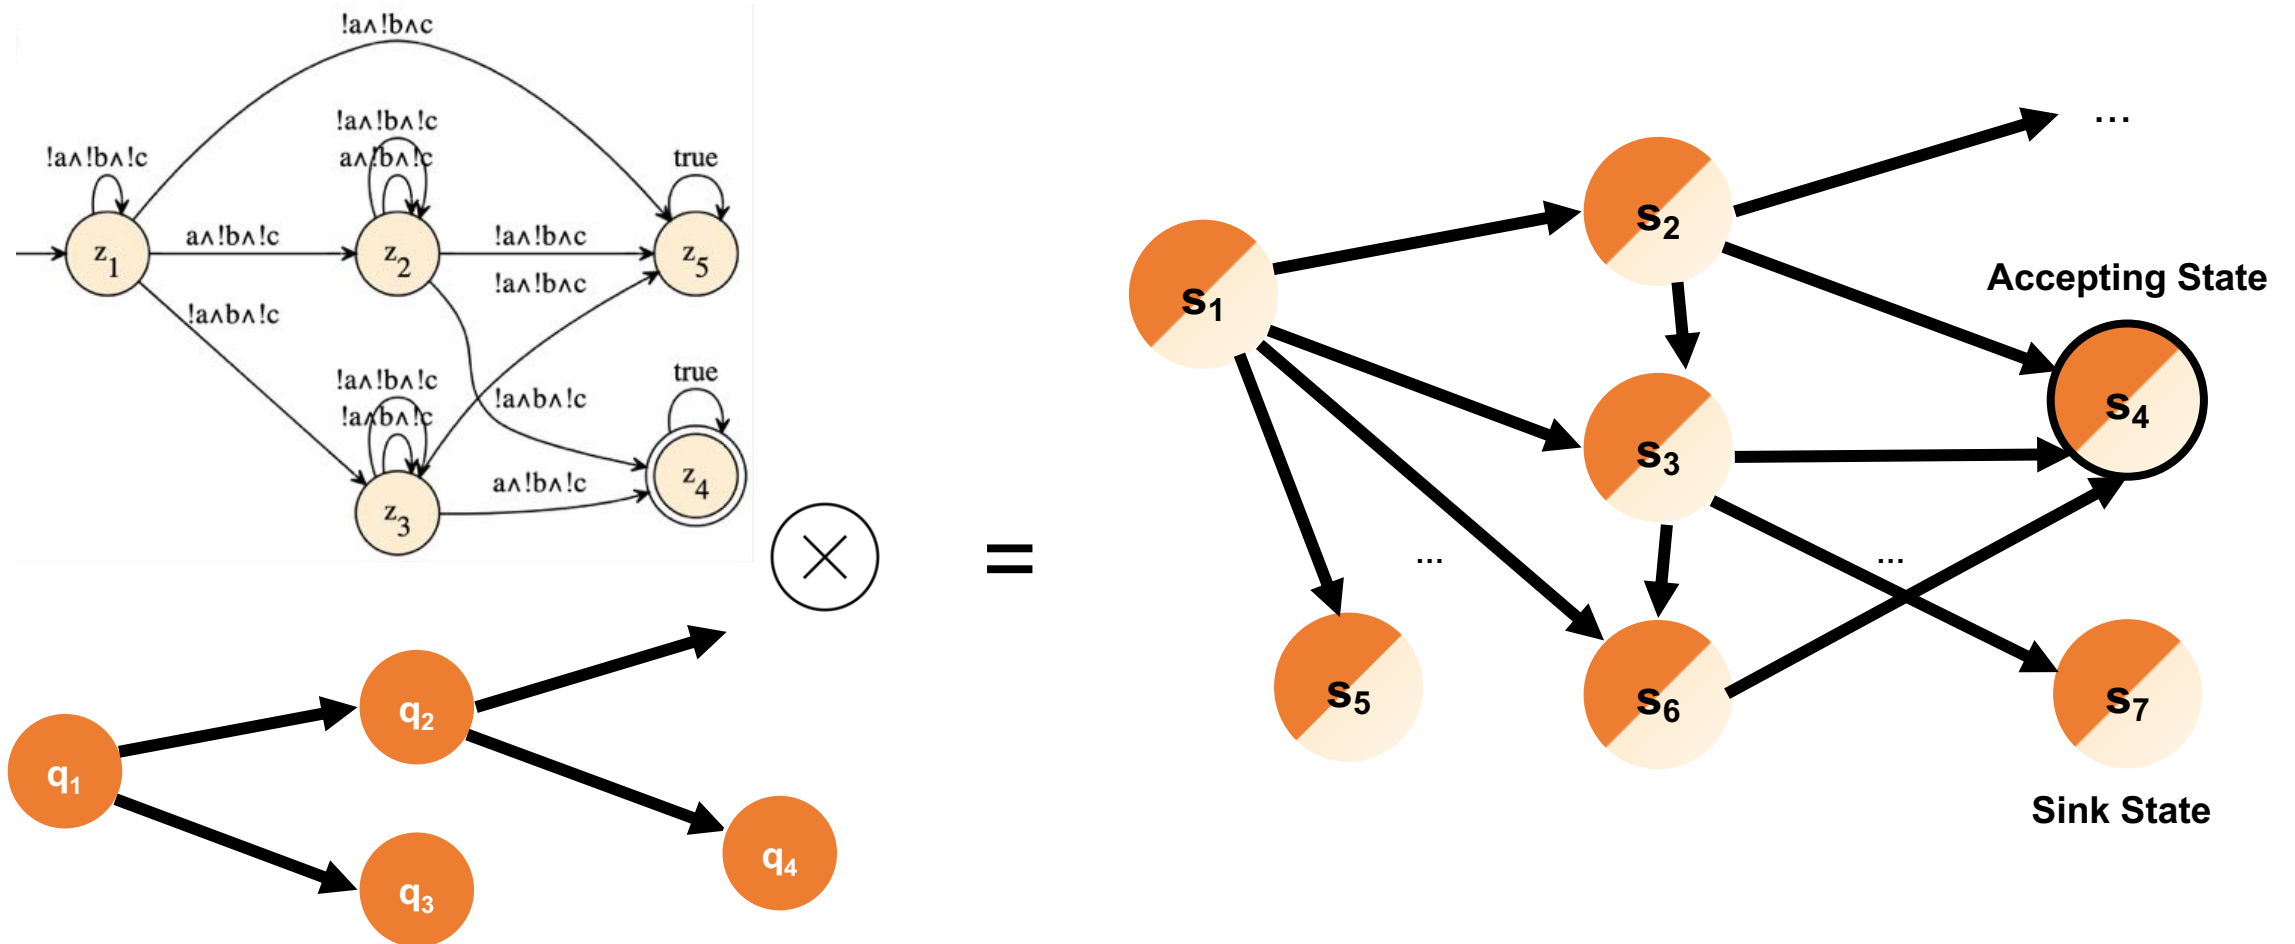 !a∧!b∧c
!a∧!b∧!c
a∧!b∧!c
!a∧!b∧!c
true
z1
a∧!b∧!c
z2
!a∧!b∧c
z5
!a∧b∧!c
!a∧!b∧c
!a∧!b∧!c
!a∧b∧!c
z3
!a∧b∧!c
true
a∧!b∧!c
z4
=
q1
q2
q3
q4
s1
s2
...
Accepting State
s3
s4
...
...
s5
s6
s7
Sink State